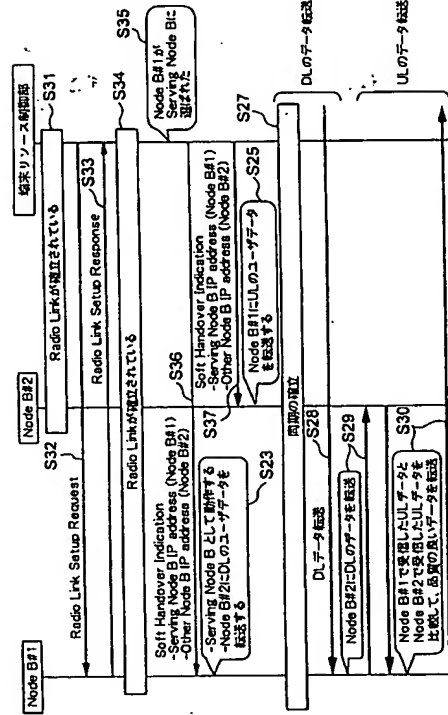 Node B#1
Node B#2
端末リソース制御部
S31
Radio Linkが確立されている
S32
Radio Link Setup Request
S33
Radio Link Setup Response
S34
Radio Linkが確立されている
S35
Node B#1が
Serving Node Bに
選ばれた
S36
Soft Handover Indication
-Serving Node B IP address (Node B#1)
-Other Node B IP address (Node B#2)
S37
Soft Handover Indication
-Serving Node B IP address (Node B#1)
-Other Node B IP address (Node B#2)
S23
-Serving Node B として動作する
-Node B#2にDLのユーザデータを
転送する
S25
Node B#1にULのユーザデータ
を転送する
S27
同期の確立
S28
DLデータ転送
DLのデータ転送
S29
Node B#2にDLのデータを転送
S30
Node B#1で受信したULデータと
Node B#2で受信したULデータを
比較して、品質の良いデータを転送
ULのデータ転送